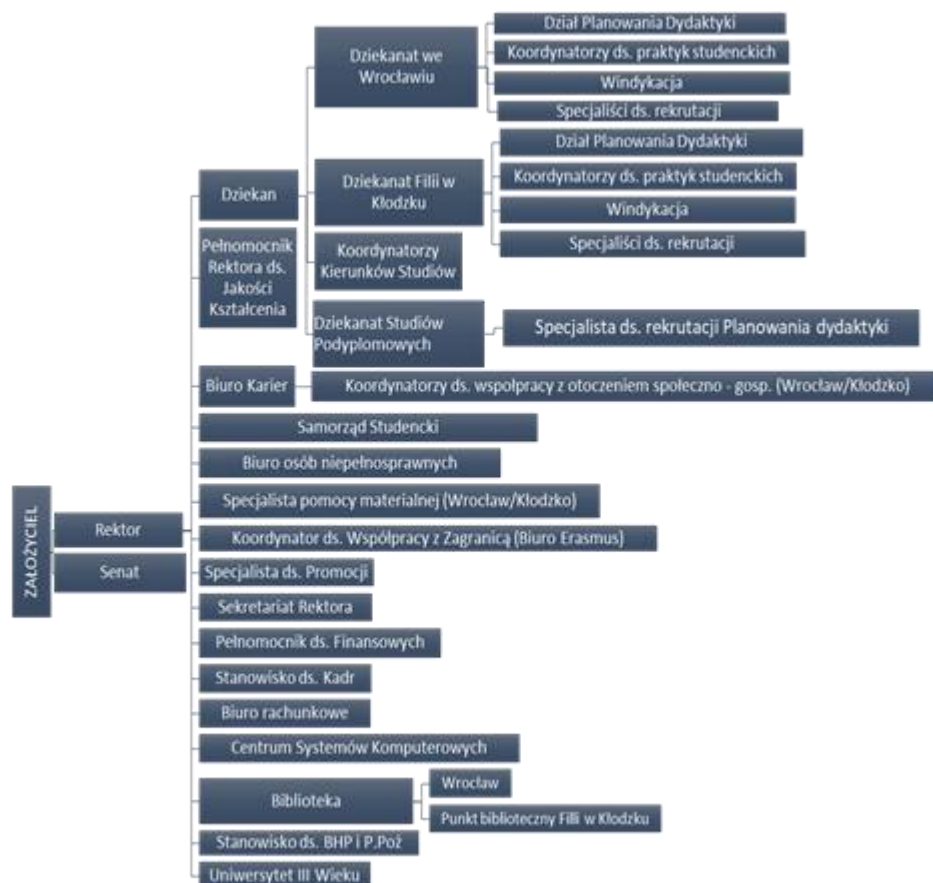 Dział Planowania Dydaktyki
Dziekanat we
Wrocławiu
Koordynatorzy ds. praktyk studenckich
Windykacja
Specjaliści ds. rekrutacji
Dział Planowania Dydaktyki
Dziekan
Dziekanat Filii w
Kłodzku
Koordynatorzy ds. praktyk studenckich
Windykacja
Specjaliści ds. rekrutacji
Pełnomocnik
Rektora ds.
Jakości
Kształcenia
Koordynatorzy
Kierunków Studiów
Dziekanat Studiów
Podyplomowych
Specjalista ds. rekrutacji Planowania dydaktyki
Biuro Karier
Koordynatorzy ds. współpracy z otoczeniem społeczno - gosp. (Wrocław/Kłodzko)
Samorząd Studencki
Biuro osób niepełnosprawnych
Specjalista pomocy materialnej (Wrocław/Kłodzko)
ZAŁOŻYCIEL
Rektor
Koordynator ds. Współpracy z Zagranicą (Biuro Erasmus)
Senat
Specjalista ds. Promocji
Sekretariat Rektora
Pełnomocnik ds. Finansowych
Stanowisko ds. Kadr
Biuro rachunkowe
Centrum Systemów Komputerowych
Biblioteka
Wrocław
Punkt biblioteczny Filii w Kłodzku
Stanowisko ds. BHP i P.Poż
Uniwersytet III Wieku